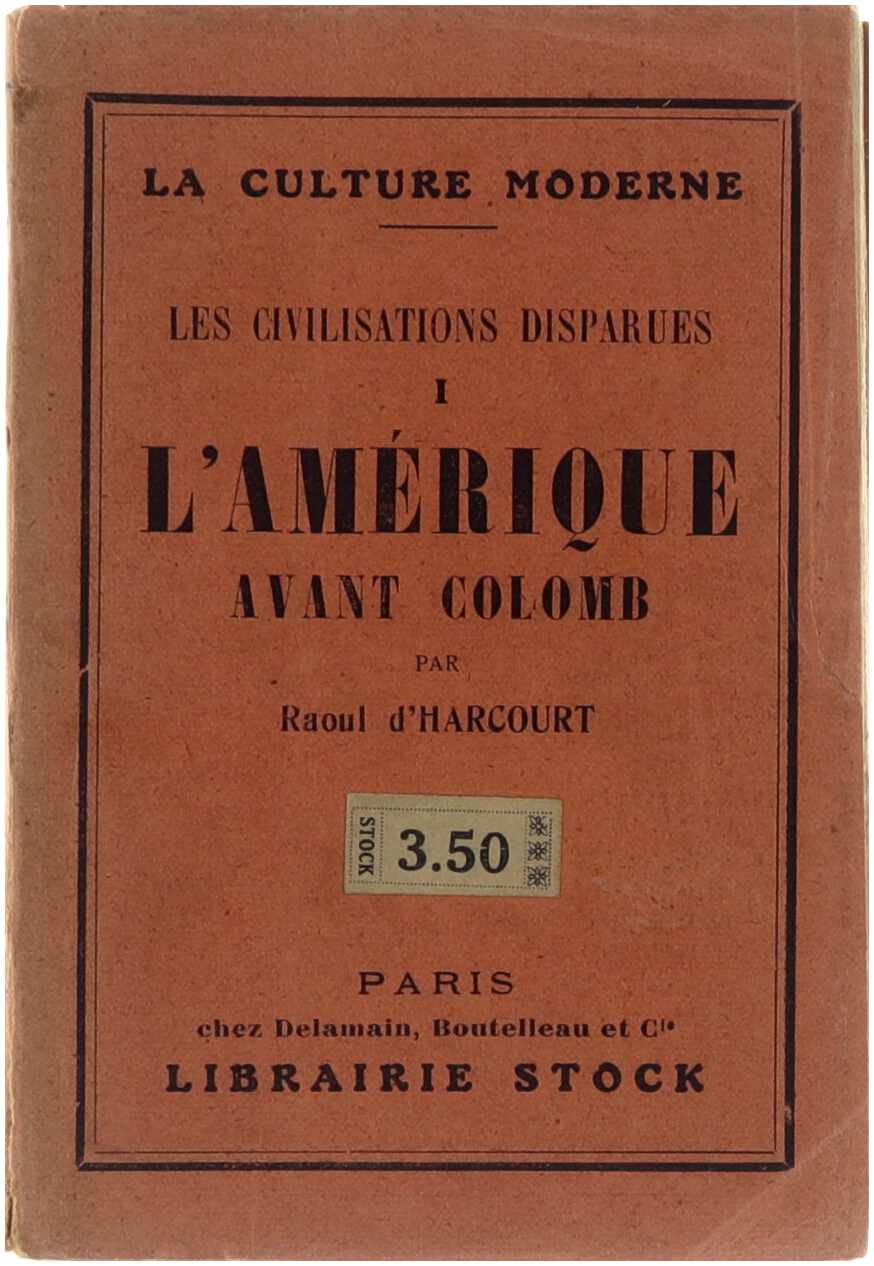 LA CULTURE MODERNE
LES CIVILISATIONS DISPARUES
I
L'AMÉRIQUE
AVANT COLOMB
PAR
Raoul d'HARCOURT
STOCK
3.50
PARIS
chez Delamain, Boutelleau et Cie
LIBRAIRIE STOCK